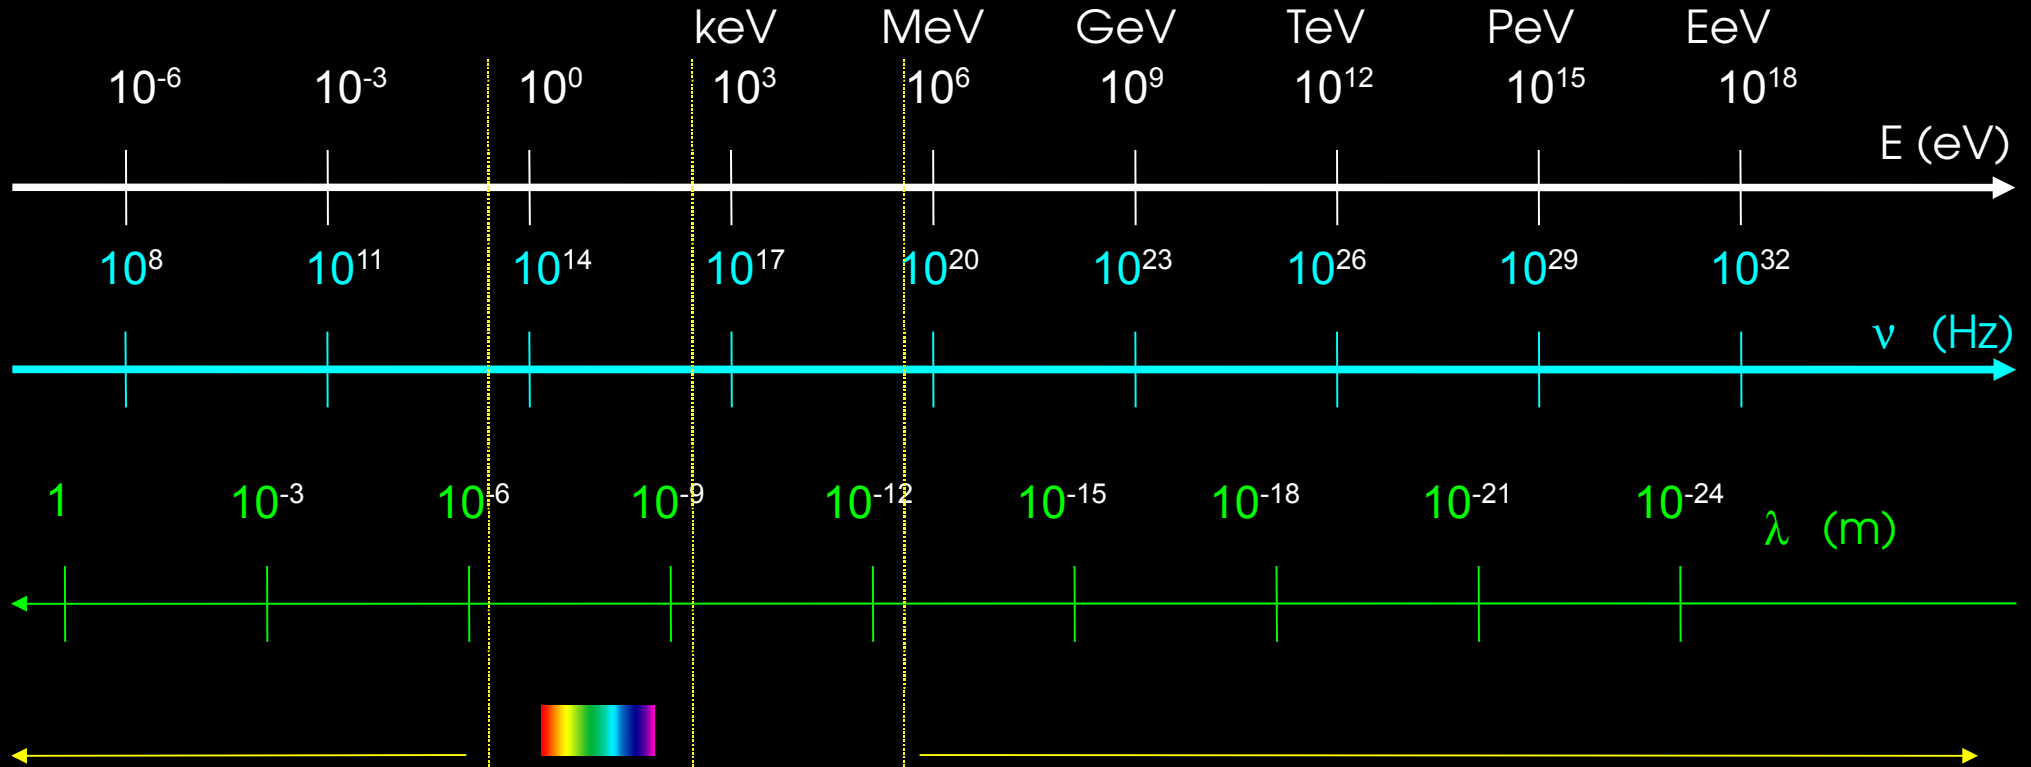 keV MeV GeV TeV PeV EeV
10⁻⁶ 10⁻³ 10⁰ 10³ 10⁶ 10⁹ 10¹² 10¹⁵ 10¹⁸
E (eV)
10⁸ 10¹¹ 10¹⁴ 10¹⁷ 10²⁰ 10²³ 10²⁶ 10²⁹ 10³²
ν (Hz)
1 10⁻³ 10⁻⁶ 10⁻⁹ 10⁻¹² 10⁻¹⁵ 10⁻¹⁸ 10⁻²¹ 10⁻²⁴
λ (m)